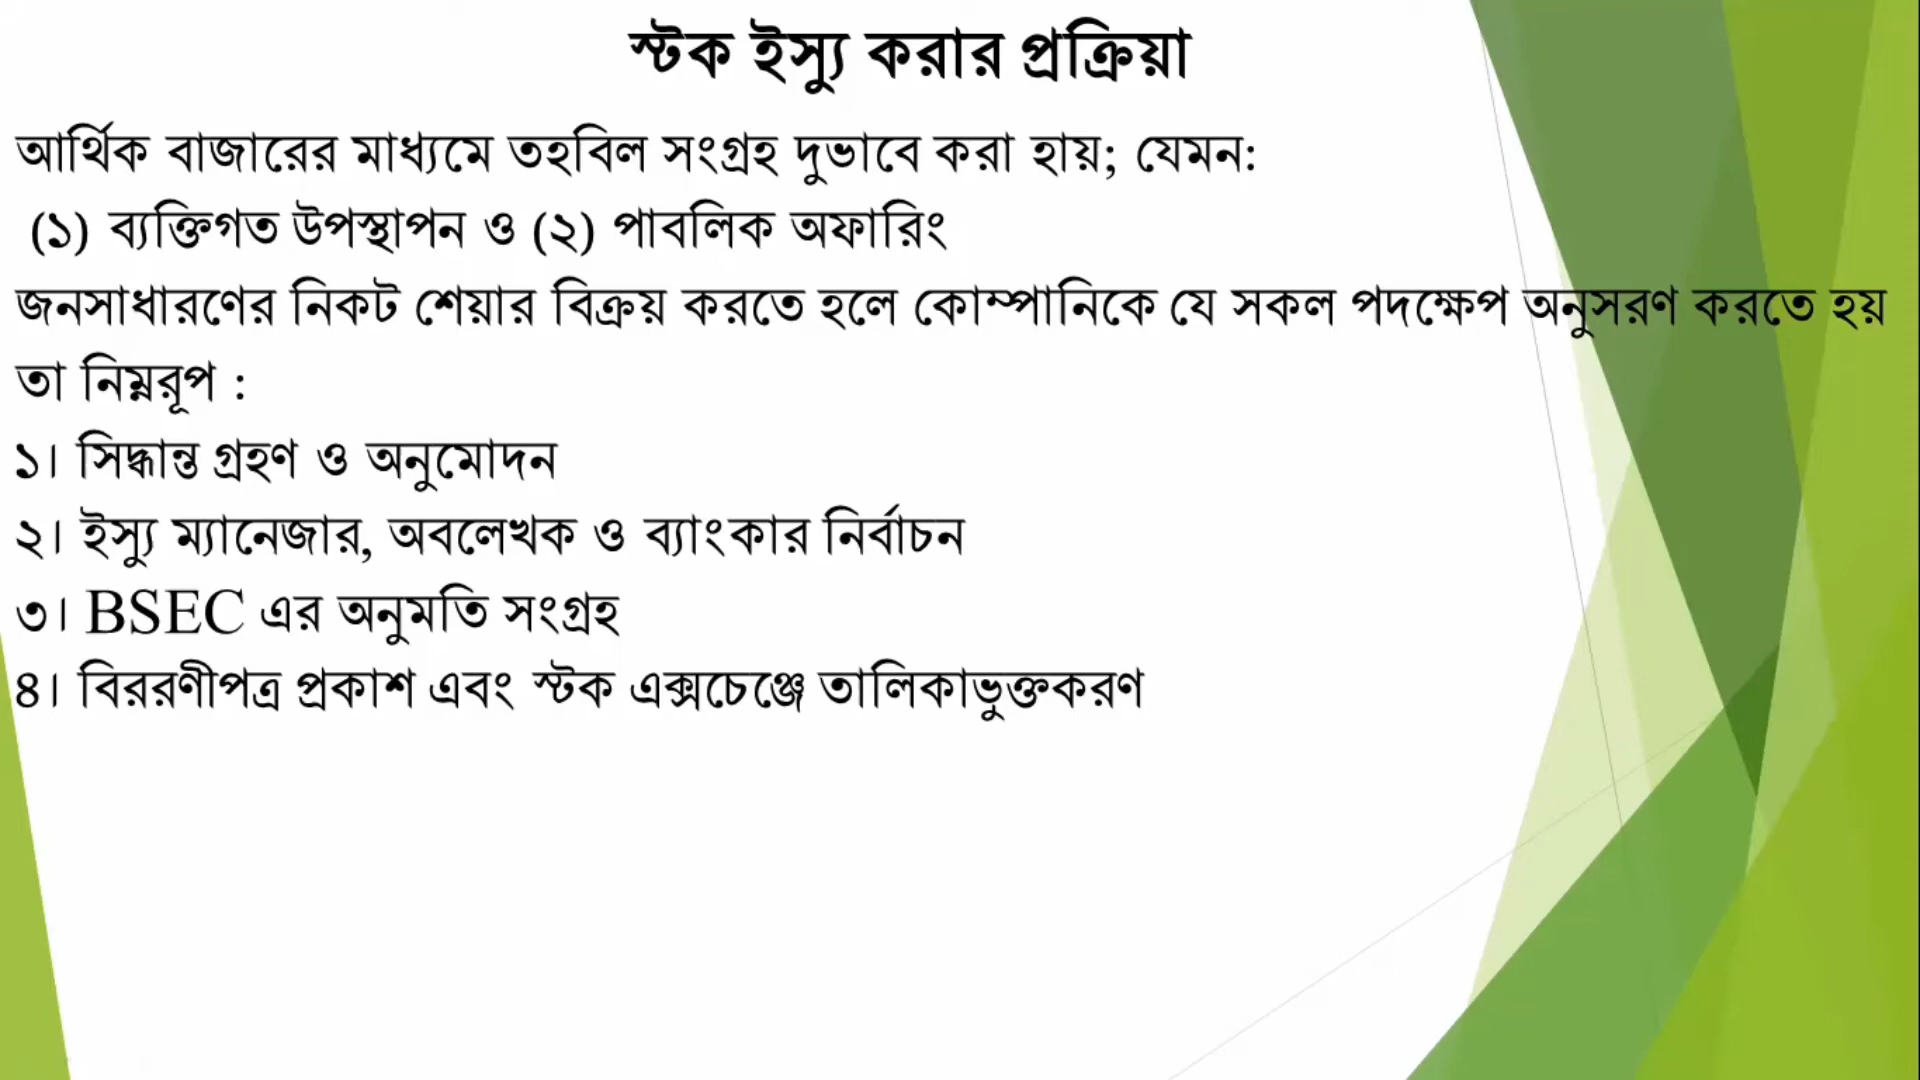 স্টক ইস্যু করার প্রক্রিয়া
আর্থিক বাজারের মাধ্যমে তহবিল সংগ্রহ দুভাবে করা হায়; যেমন:
(১) ব্যক্তিগত উপস্থাপন ও (২) পাবলিক অফারিং
জনসাধারণের নিকট শেয়ার বিক্রয় করতে হলে কোম্পানিকে যে সকল পদক্ষেপ অনুসরণ করতে হয়
তা নিম্নরূপ :
১। সিদ্ধান্ত গ্রহণ ও অনুমোদন
২। ইস্যু ম্যানেজার, অবলেখক ও ব্যাংকার নির্বাচন
৩। BSEC এর অনুমতি সংগ্রহ
৪। বিররণীপত্র প্রকাশ এবং স্টক এক্সচেঞ্জে তালিকাভুক্তকরণ